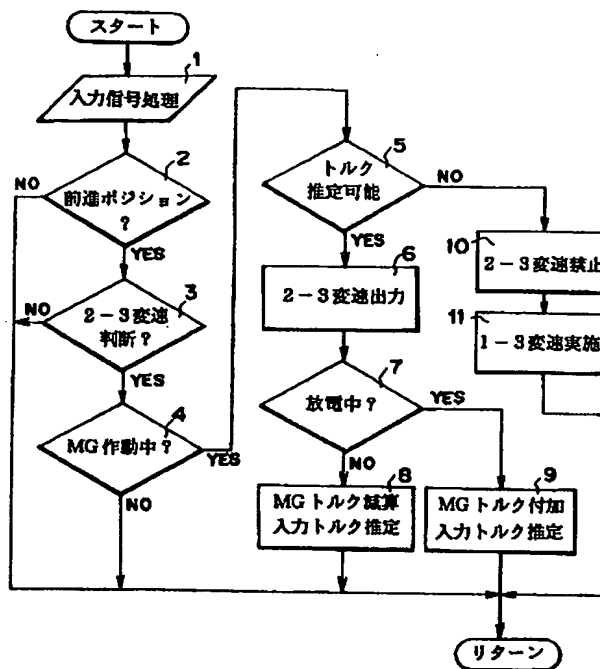 スタート
1
入力信号処理
2
前進ポジション
?
NO
YES
3
2－3変速
判断?
NO
YES
4
MG作動中?
YES
NO
5
トルク
推定可能
NO
YES
6
2－3変速出力
7
放電中?
YES
NO
8
MGトルク減算
入力トルク推定
9
MGトルク付加
入力トルク推定
10
2－3変速禁止
11
1－3変速実施
リターン